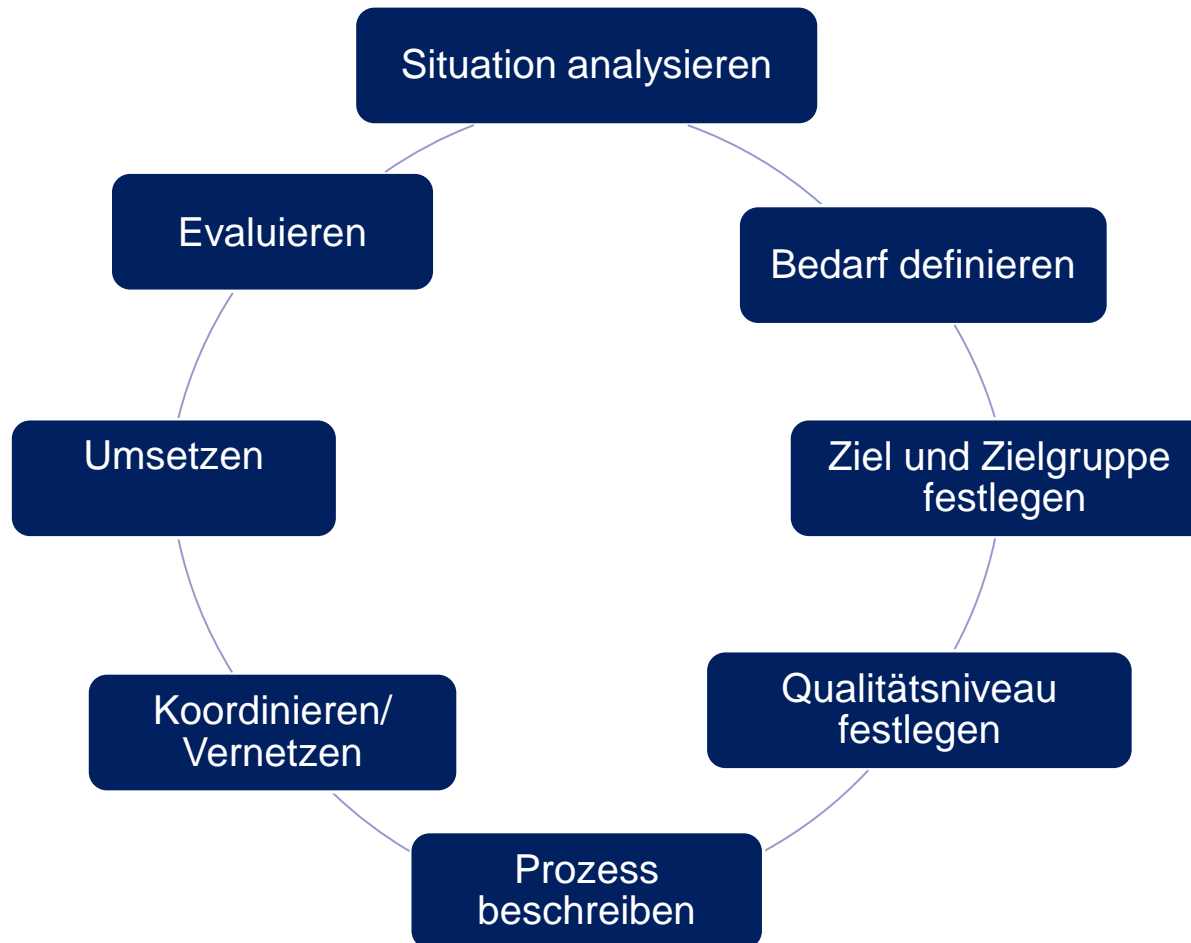 Situation analysieren
Bedarf definieren
Ziel und Zielgruppe
festlegen
Qualitätsniveau
festlegen
Prozess
beschreiben
Koordinieren/
Vernetzen
Umsetzen
Evaluieren